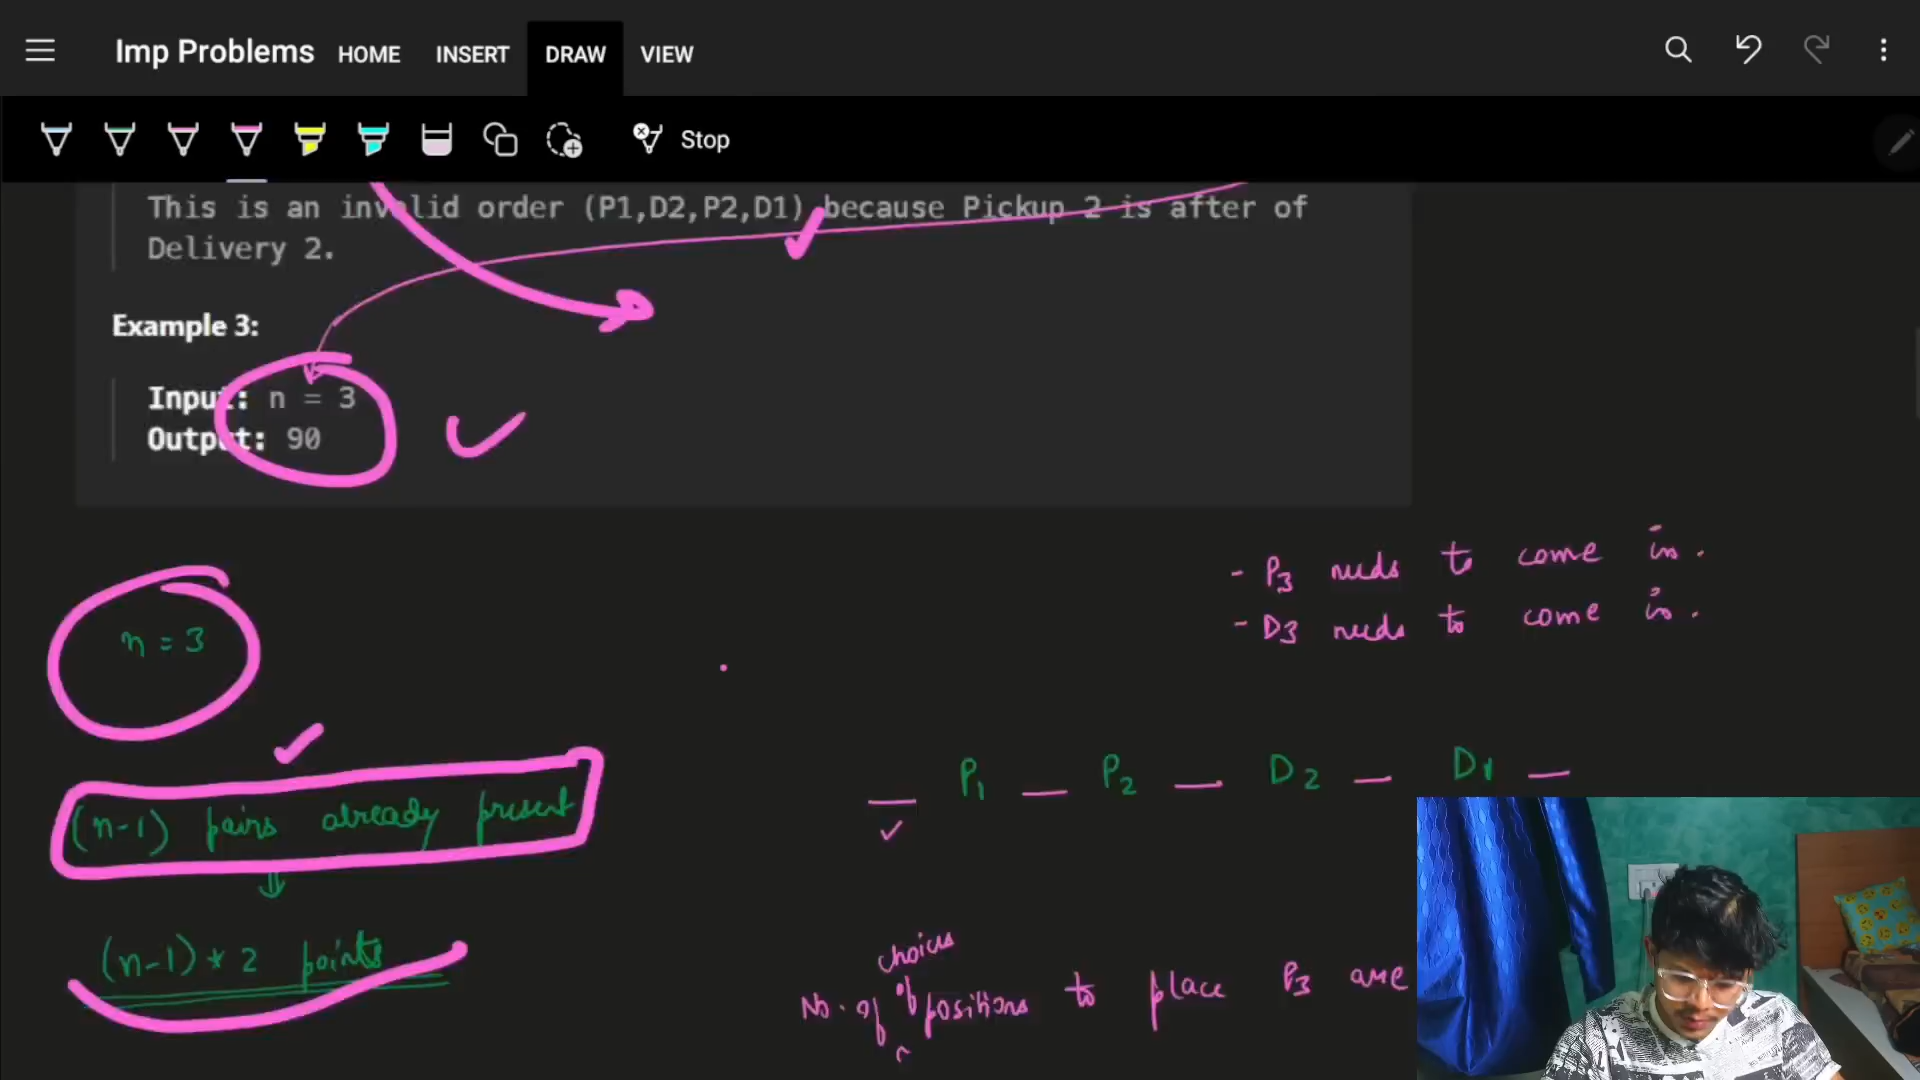 Imp Problems HOME INSERT DRAW VIEW
Stop
This is an invalid order (P1,D2,P2,D1) because Pickup 2 is after of
Delivery 2.
Example 3:
Input: n = 3
Output: 90
- P3 needs to come in.
- D3 needs to come in.
n = 3
(n-1) pairs already present
(n-1) * 2 points
P1 P2 D2 D1
choices
of
No. of positions to place P3 are